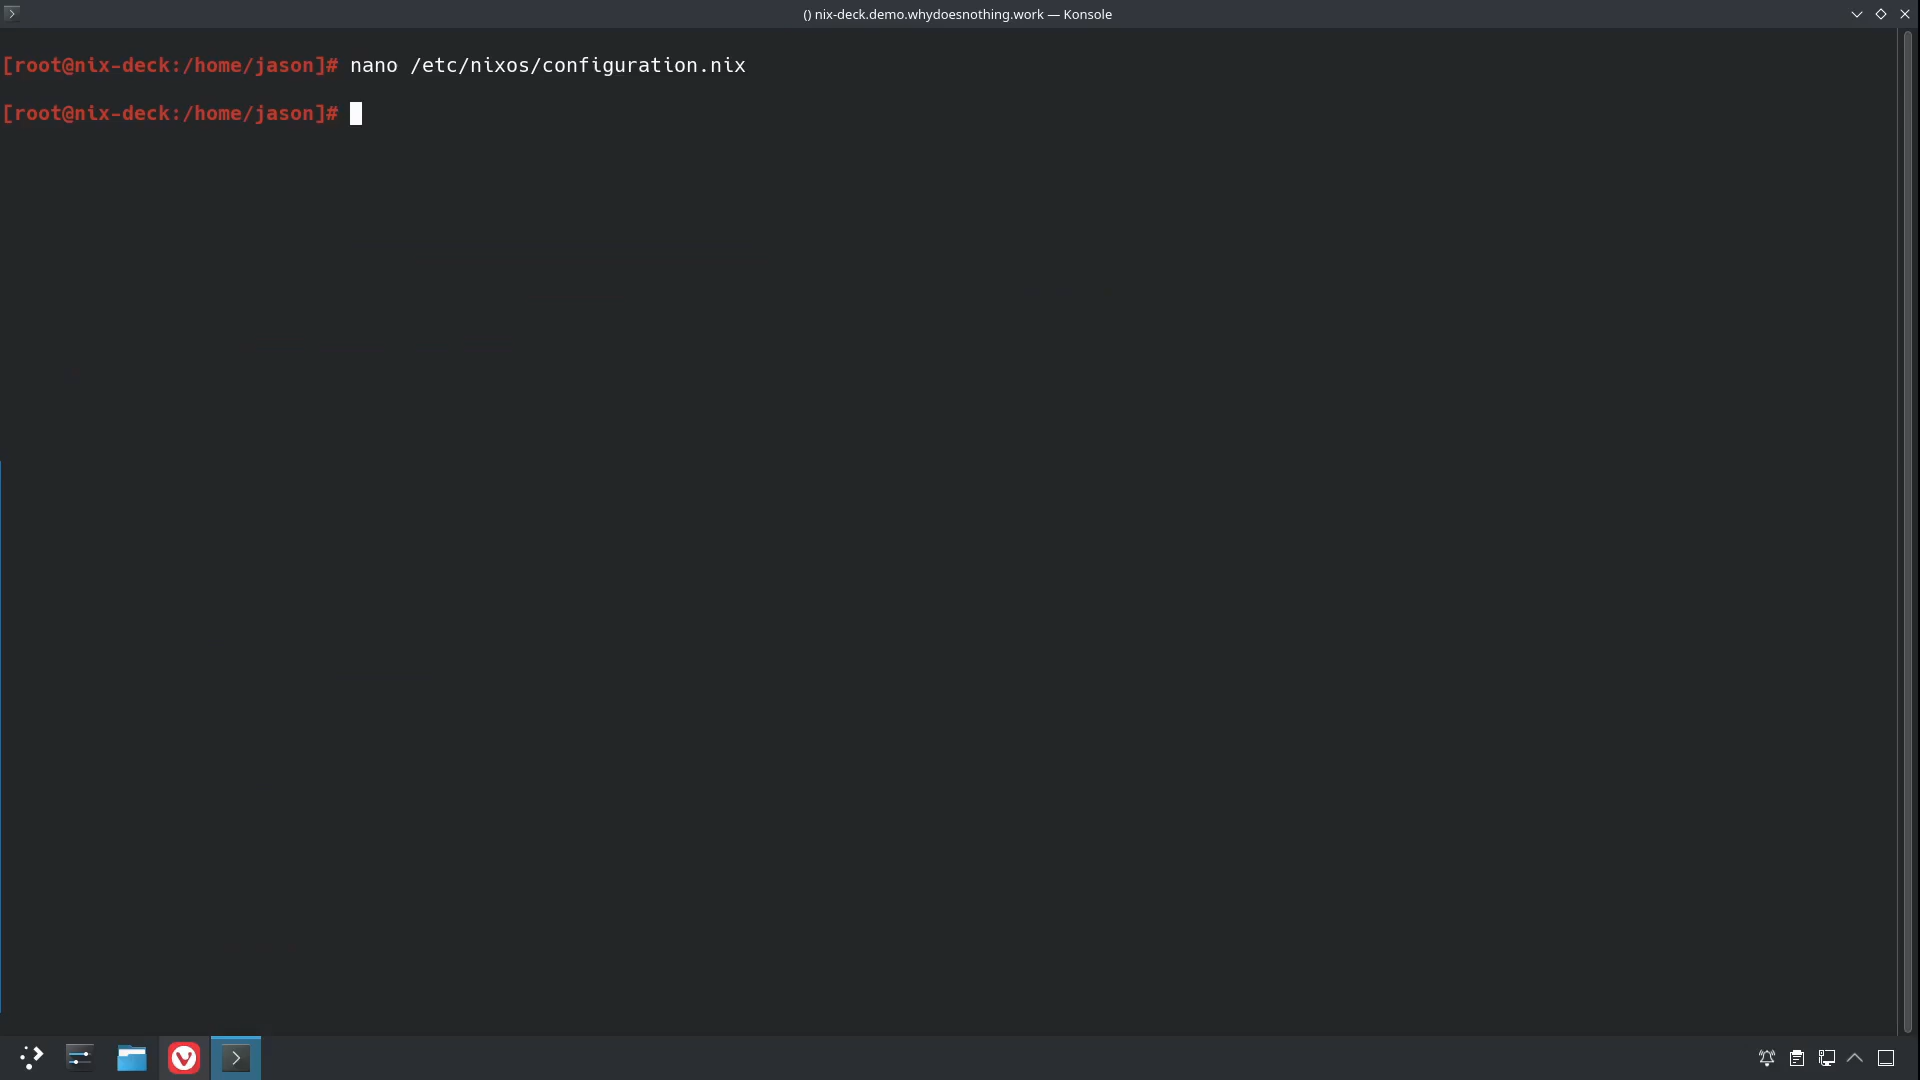 () nix-deck.demo.whydoesnothing.work — Konsole
[root@nix-deck:/home/jason]# nano /etc/nixos/configuration.nix
[root@nix-deck:/home/jason]#